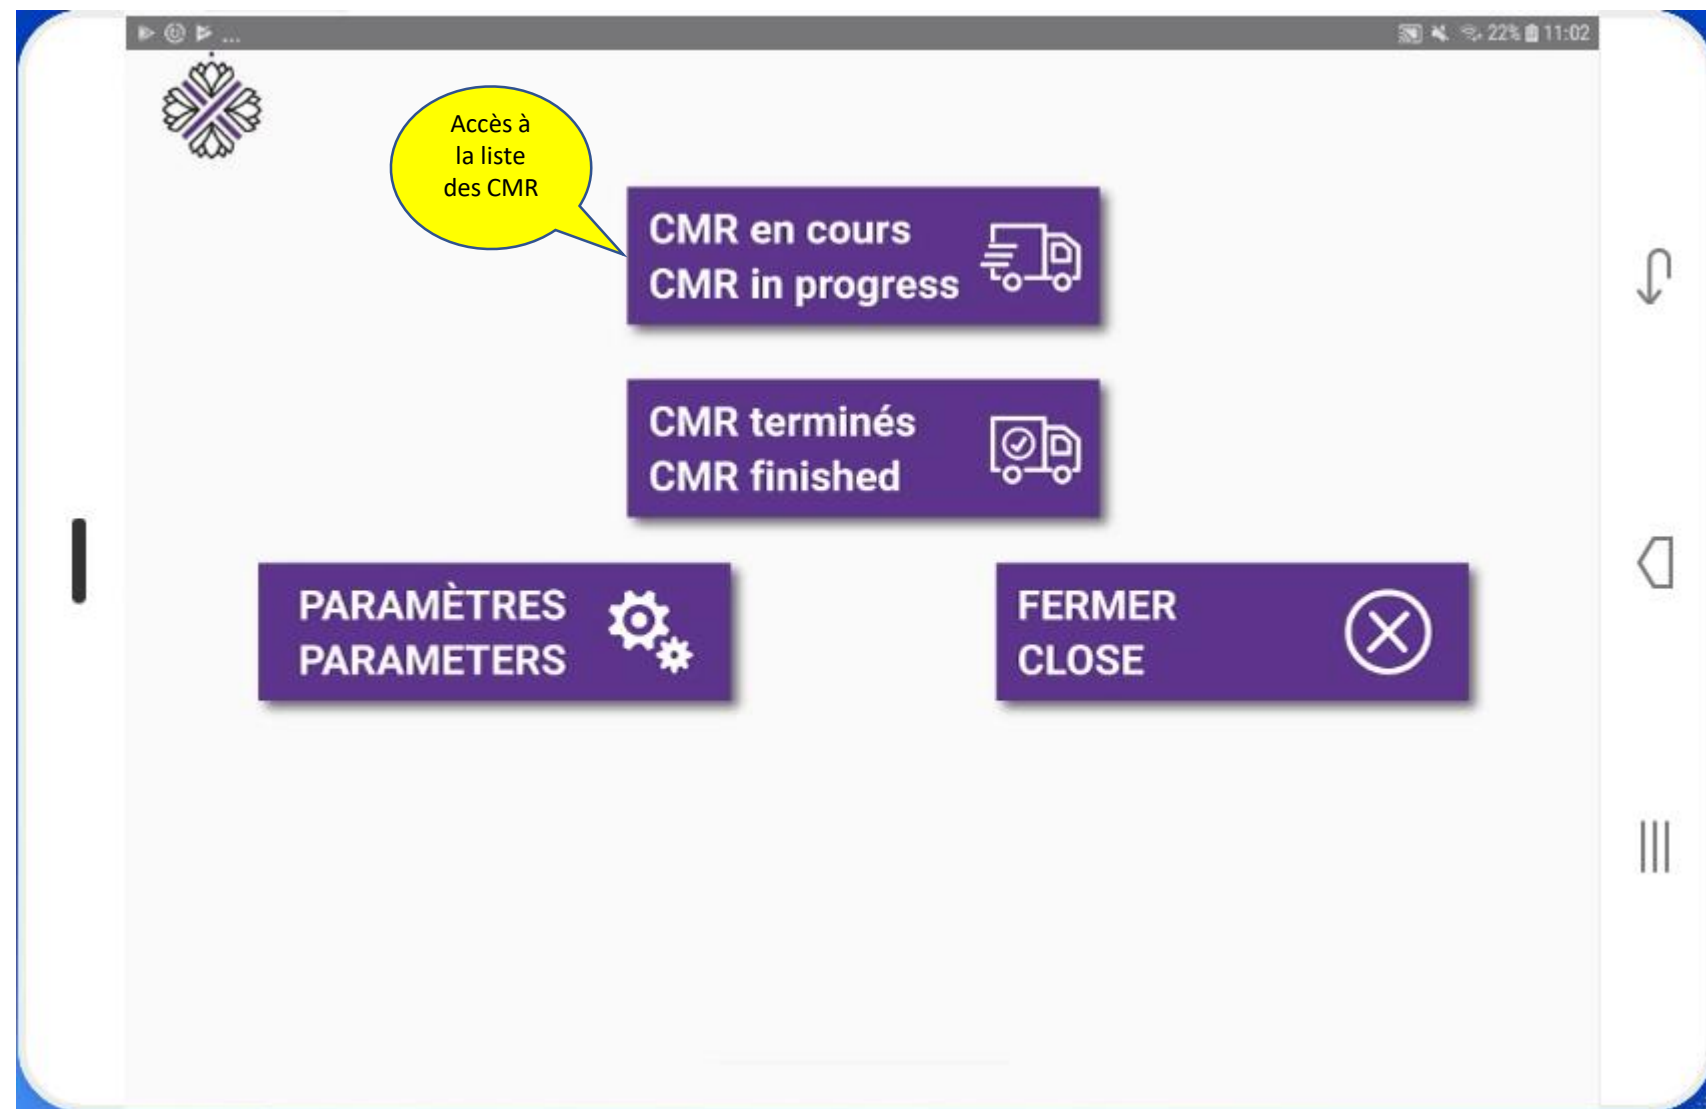 ... 22% 11:02
Accès à
la liste
des CMR
CMR en cours
CMR in progress
CMR terminés
CMR finished
PARAMÈTRES
PARAMETERS
FERMER
CLOSE